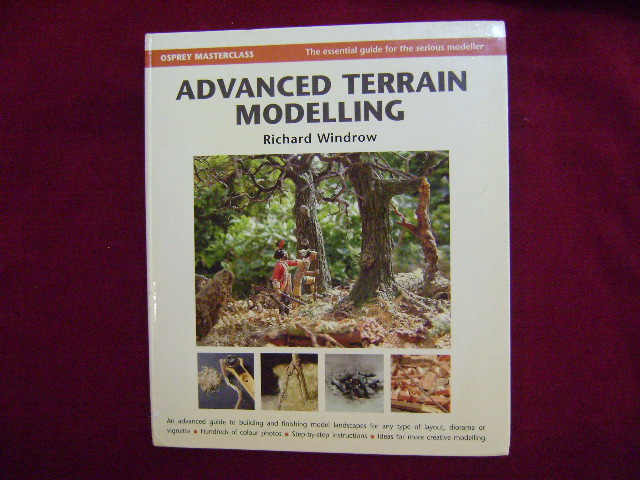 OSPREY MASTERCLASS The essential guide for the serious modeller
ADVANCED TERRAIN
MODELLING
Richard Windrow
An advanced guide to building and finishing model landscapes for any type of layout, diorama or
vignette ■ Hundreds of colour photos ■ Step-by-step instructions ■ Ideas for more creative modelling